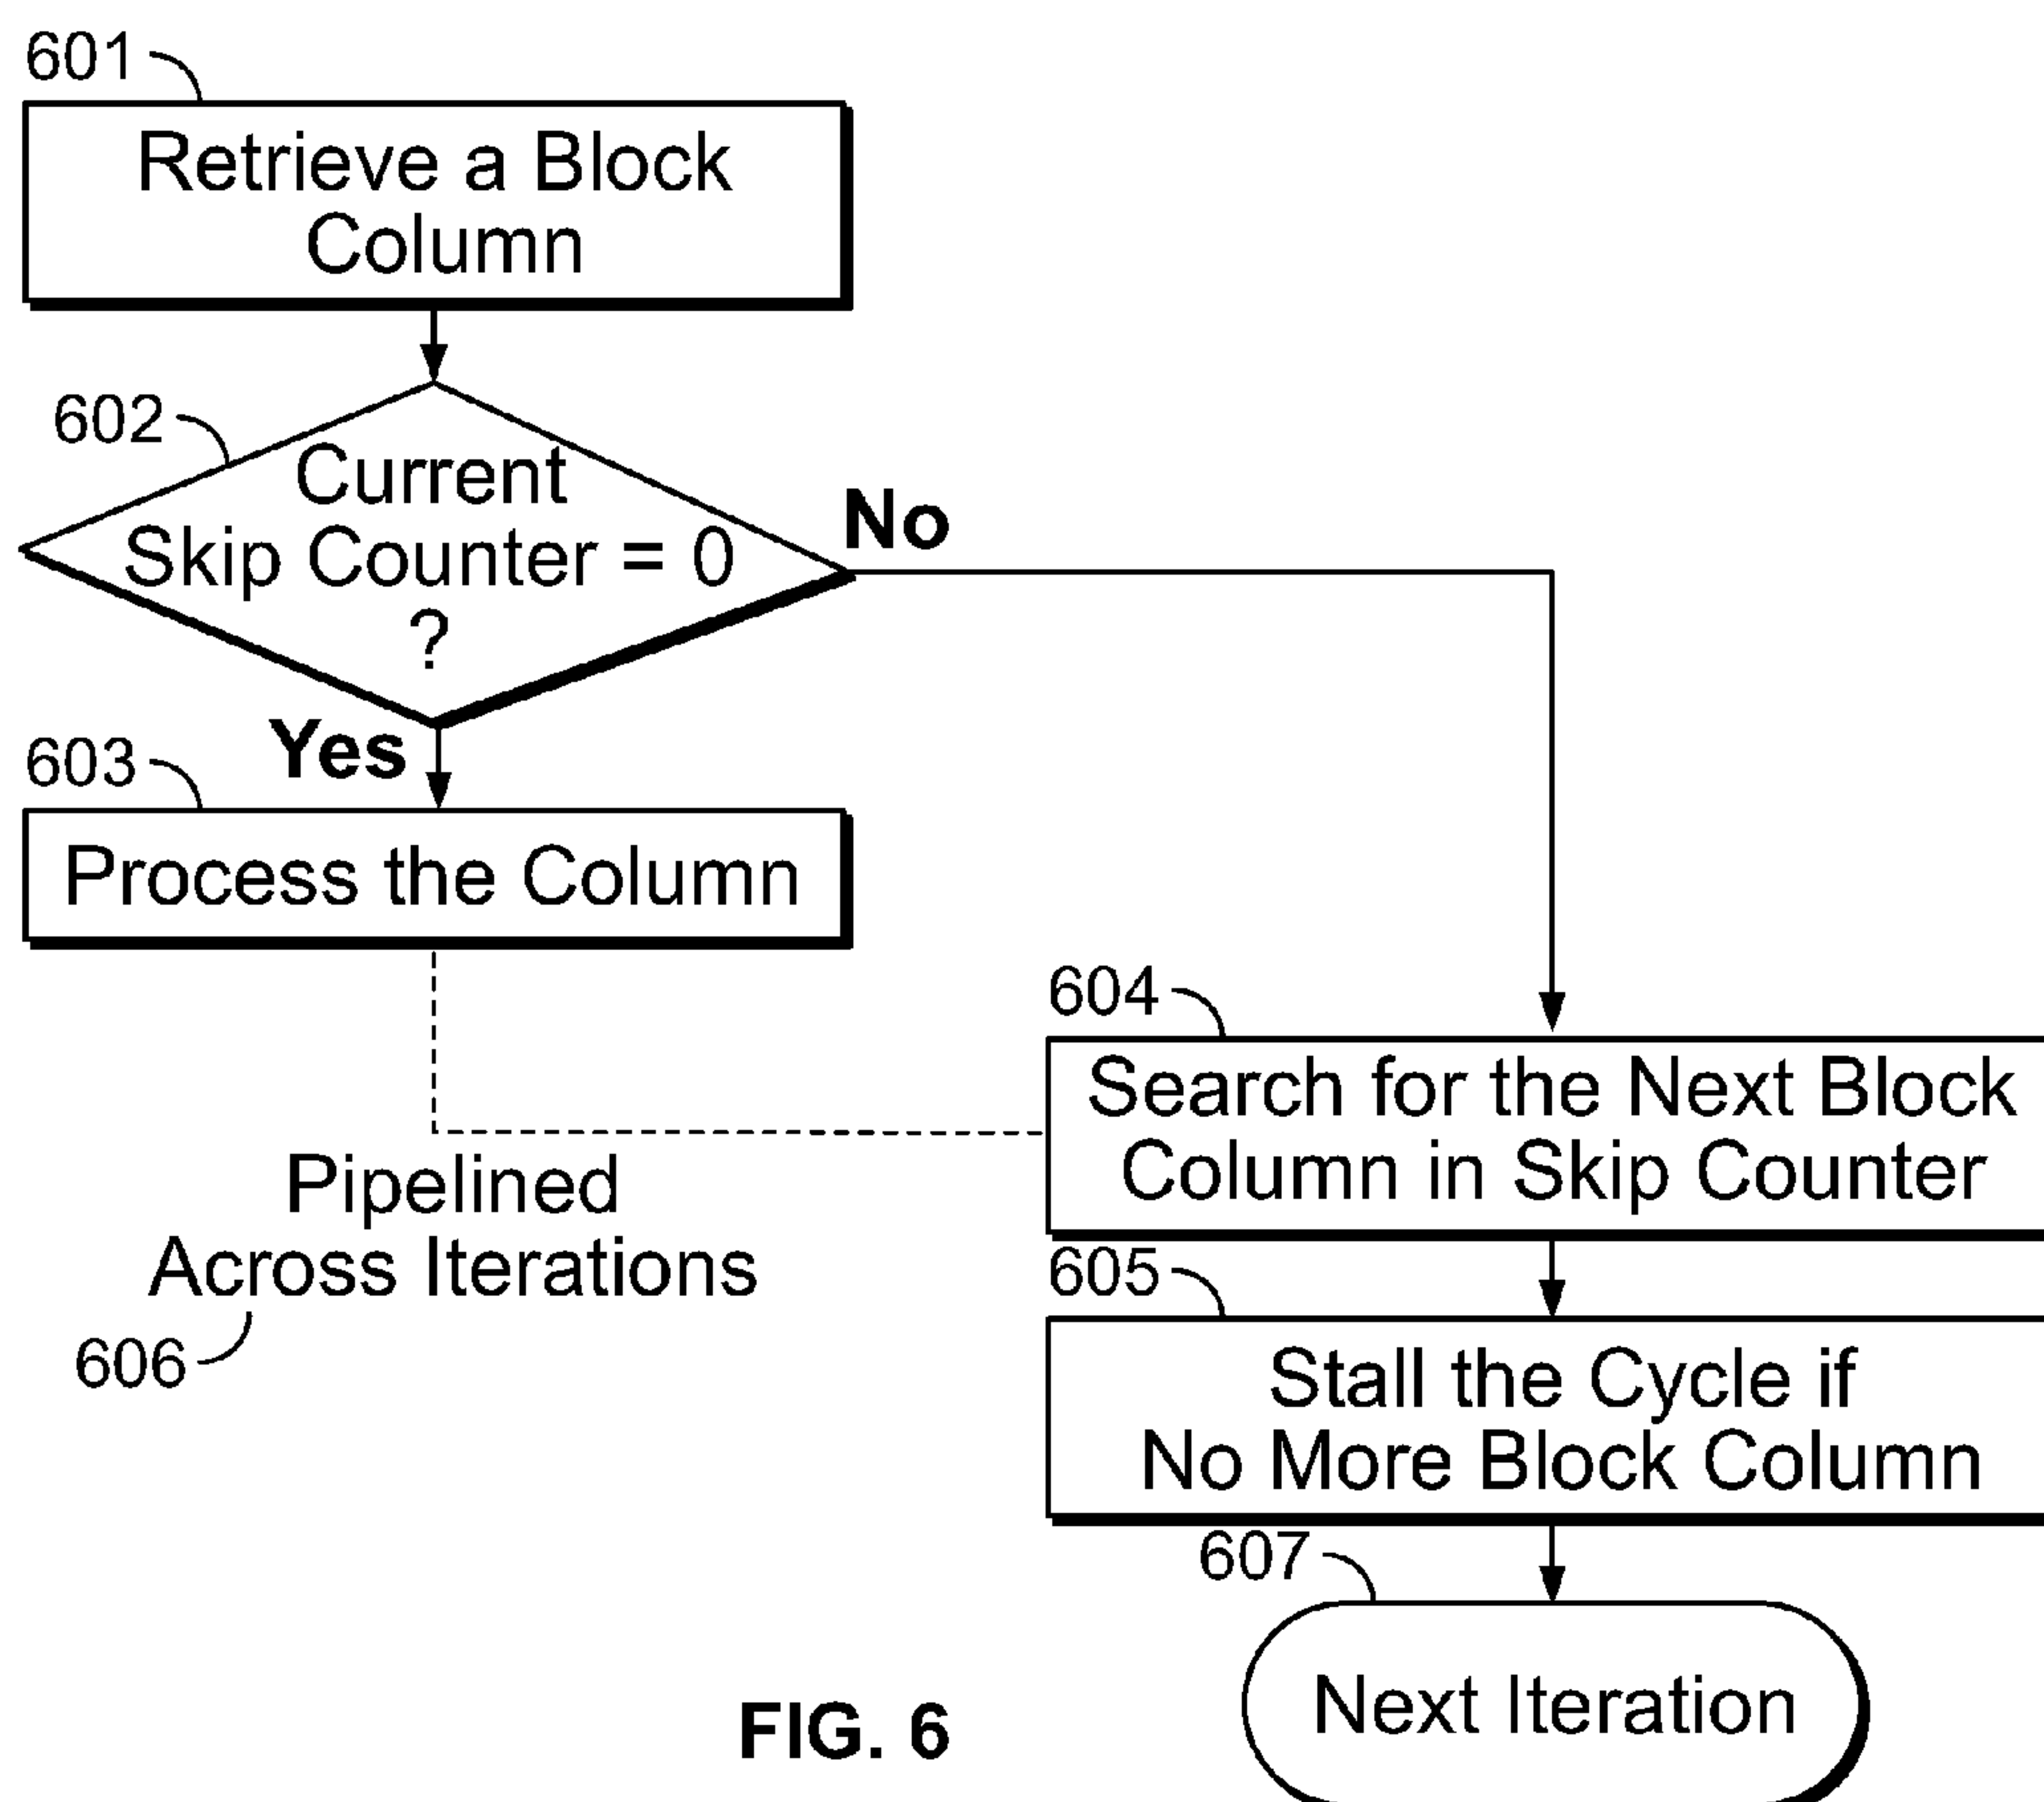 601
Retrieve a Block
Column
602
Current
Skip Counter = 0
?
No
Yes
603
Process the Column
604
Search for the Next Block
Column in Skip Counter
Pipelined
Across Iterations
606
605
Stall the Cycle if
No More Block Column
607
Next Iteration
FIG. 6